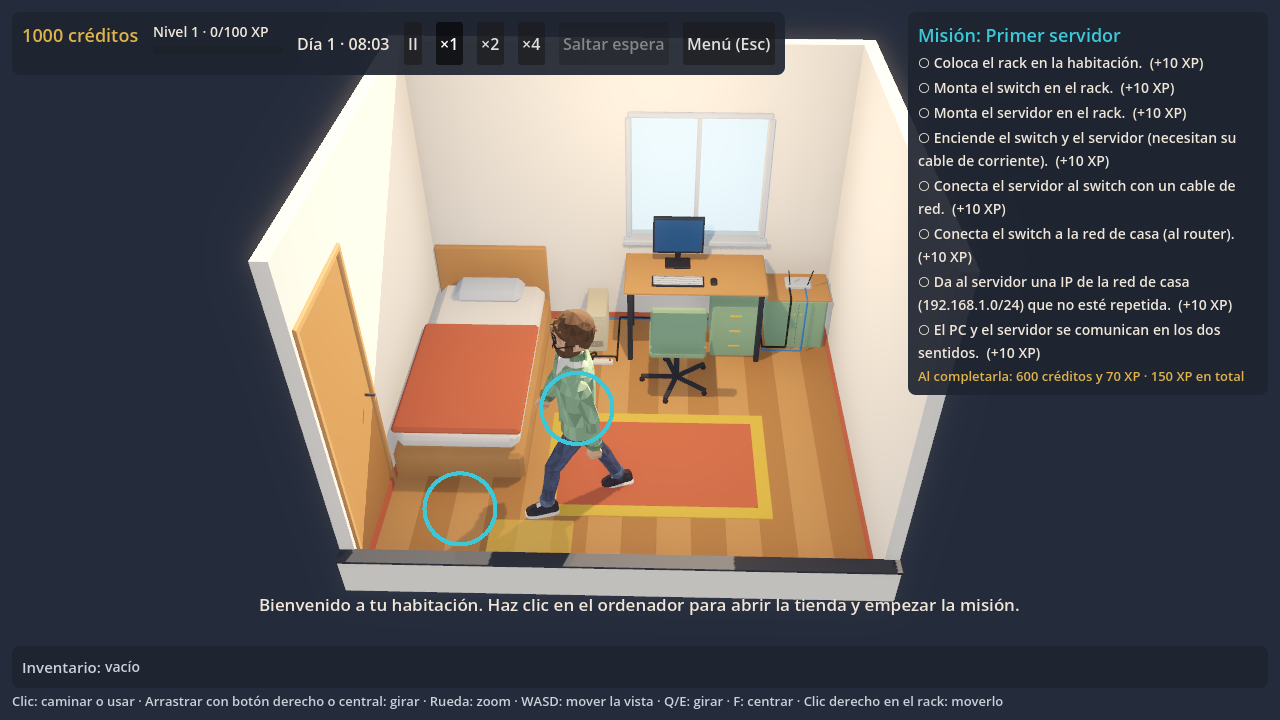 1000 créditos
Nivel 1 · 0/100 XP
Día 1 · 08:03
II
×1
×2
×4
Saltar espera
Menú (Esc)
Misión: Primer servidor
○ Coloca el rack en la habitación.  (+10 XP)
○ Monta el switch en el rack.  (+10 XP)
○ Monta el servidor en el rack.  (+10 XP)
○ Enciende el switch y el servidor (necesitan su
cable de corriente).  (+10 XP)
○ Conecta el servidor al switch con un cable de
red.  (+10 XP)
○ Conecta el switch a la red de casa (al router).
(+10 XP)
○ Da al servidor una IP de la red de casa
(192.168.1.0/24) que no esté repetida.  (+10 XP)
○ El PC y el servidor se comunican en los dos
sentidos.  (+10 XP)
Al completarla: 600 créditos y 70 XP · 150 XP en total
Bienvenido a tu habitación. Haz clic en el ordenador para abrir la tienda y empezar la misión.
Inventario: vacío
Clic: caminar o usar · Arrastrar con botón derecho o central: girar · Rueda: zoom · WASD: mover la vista · Q/E: girar · F: centrar · Clic derecho en el rack: moverlo